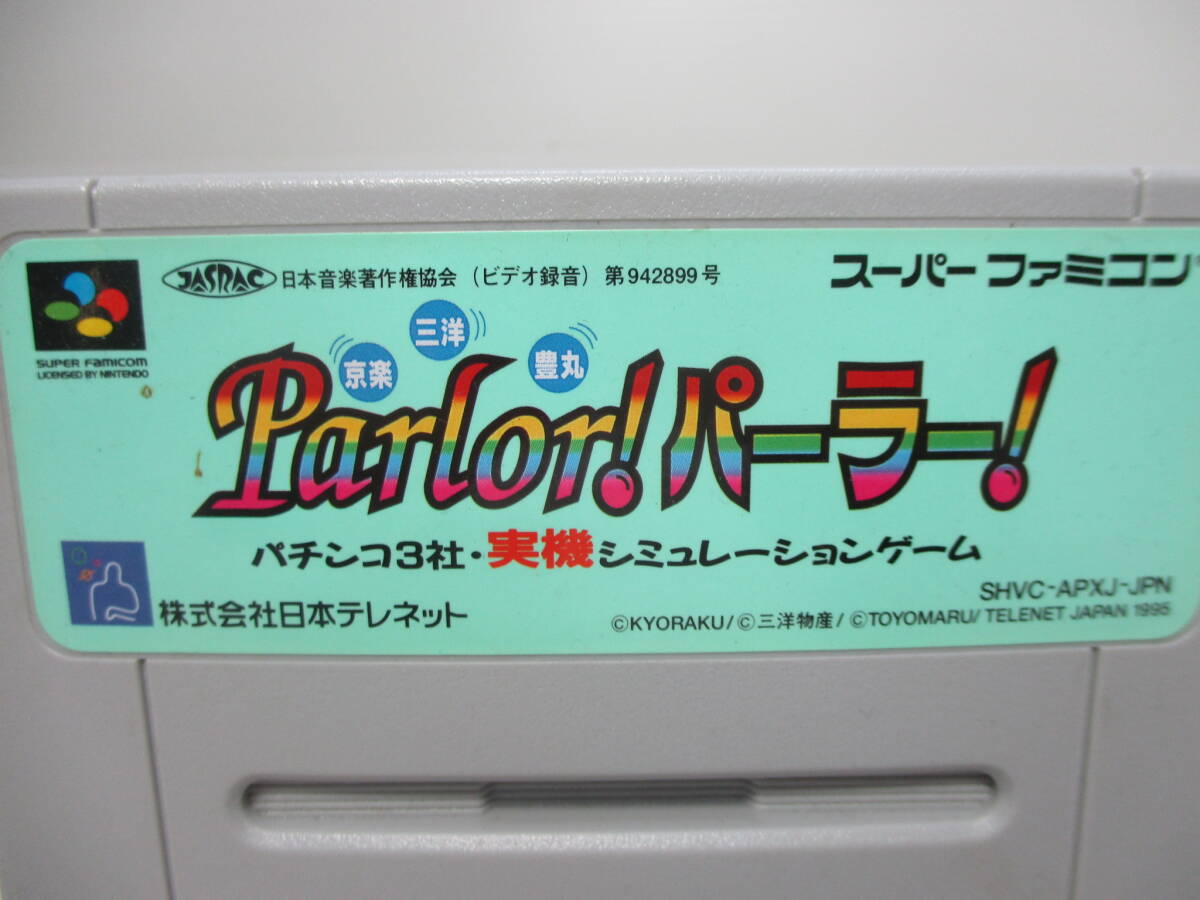 SUPER FAMICOM
LICENSED BY NINTENDO
JASRAC 日本音楽著作権協会 (ビデオ録音) 第942899号
スーパーファミコン
京楽
三洋
豊丸
Parlor! パーラー!
パチンコ3社・実機シミュレーションゲーム
SHVC-APXJ-JPN
株式会社日本テレネット
©KYORAKU/©三洋物産/©TOYOMARU/TELENET JAPAN 1995